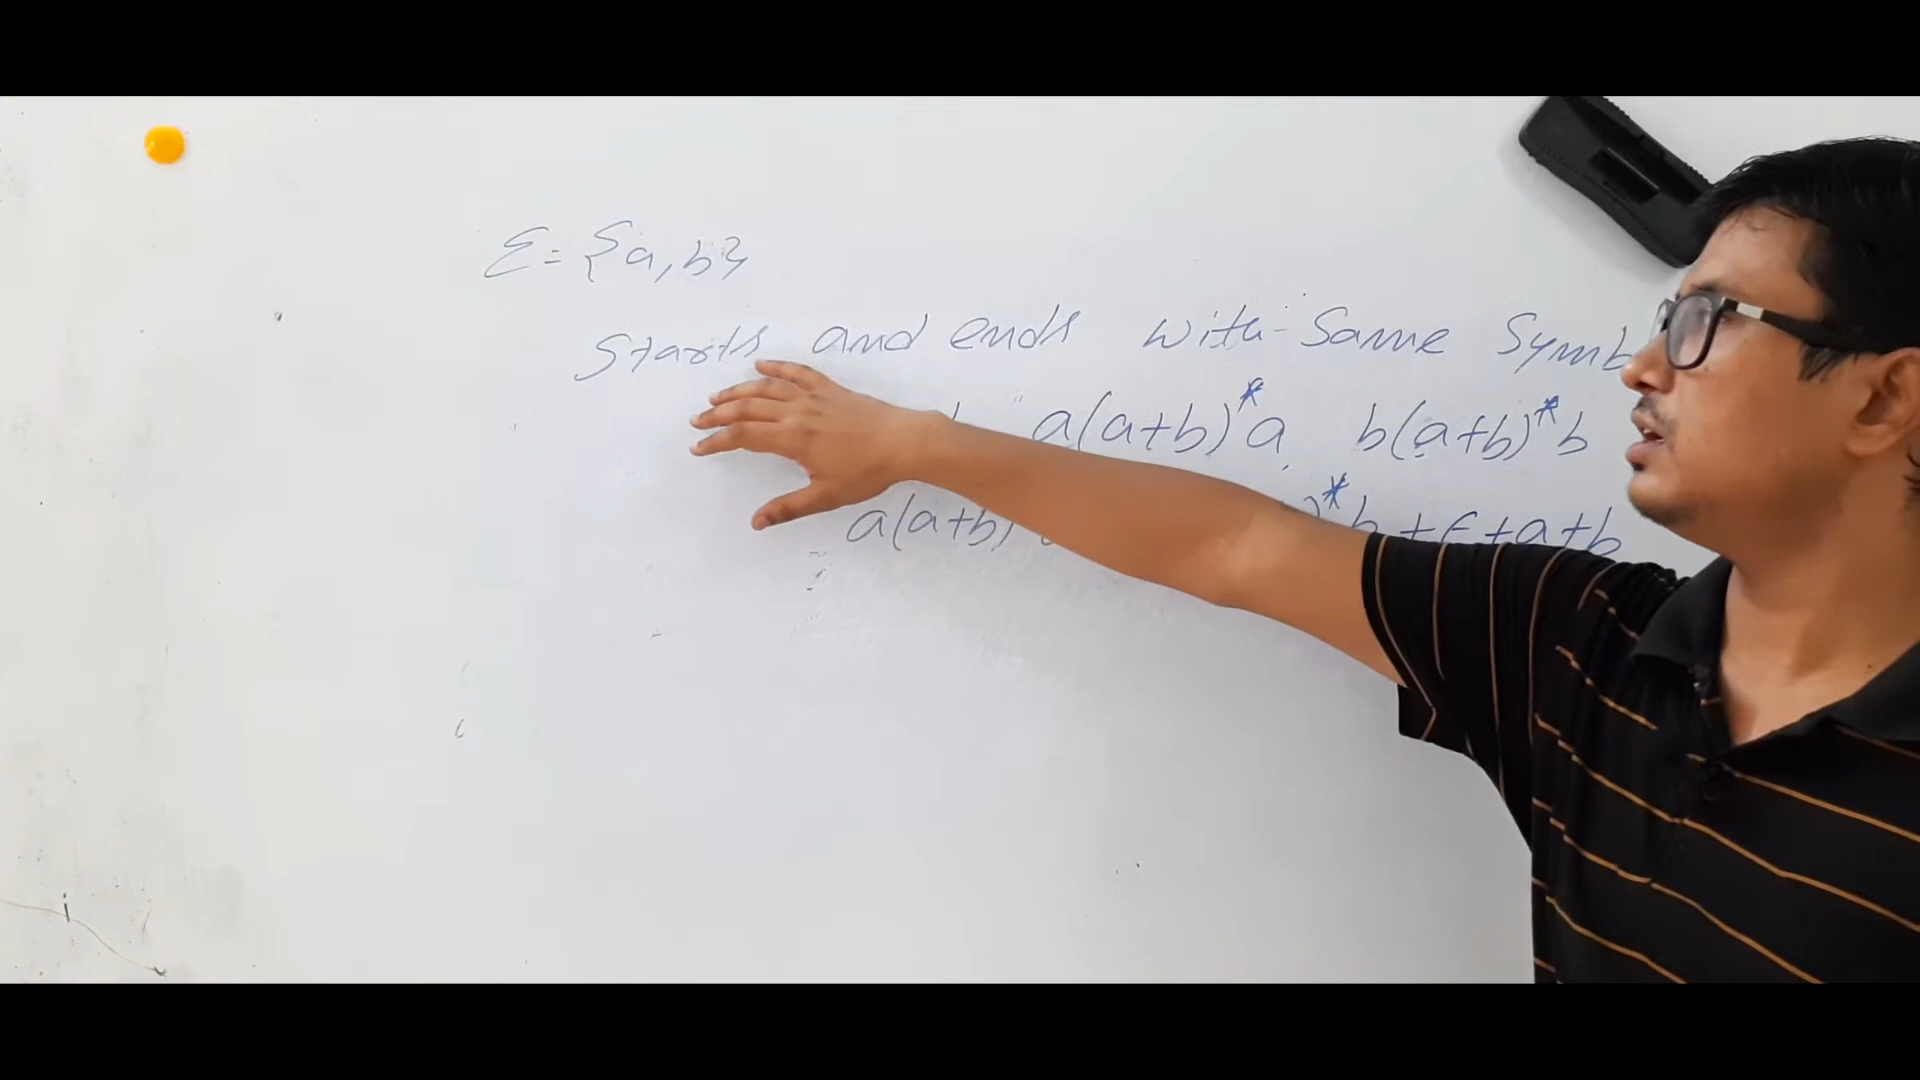 Σ = {a, b}
Starts and ends with Same Symb
a(a+b)*a b(a+b)*b
a(a+b) )*b + ε + a + b